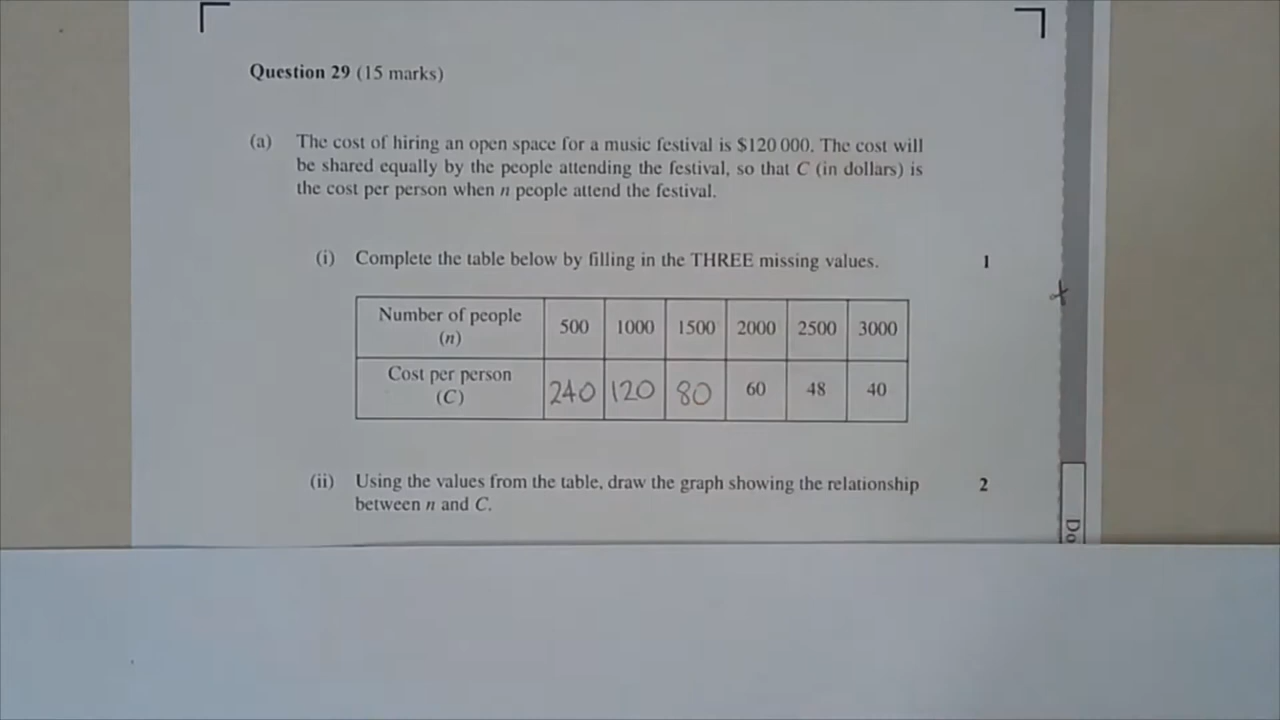 Question 29 (15 marks)
(a) The cost of hiring an open space for a music festival is $120 000. The cost will
be shared equally by the people attending the festival, so that C (in dollars) is
the cost per person when n people attend the festival.
(i) Complete the table below by filling in the THREE missing values. 1
Number of people
(n) 500 1000 1500 2000 2500 3000
Cost per person
(C) 240 120 80 60 48 40
(ii) Using the values from the table, draw the graph showing the relationship 2
between n and C.
Do